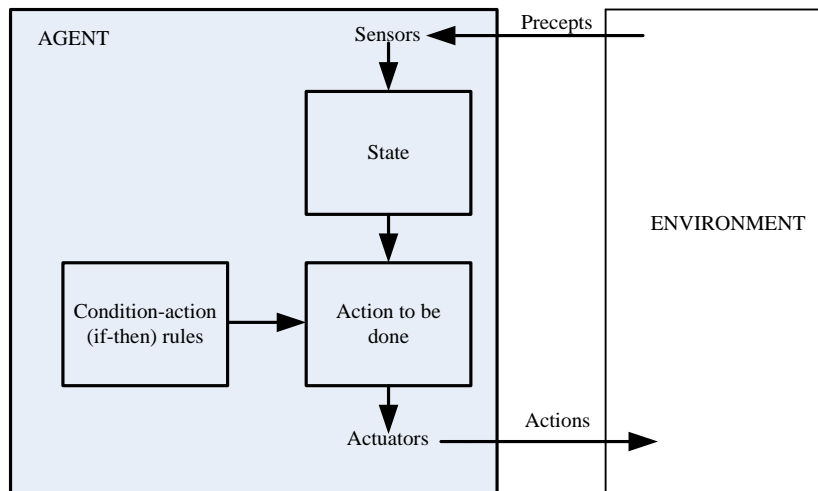 AGENT
Sensors
Precepts
State
ENVIRONMENT
Condition-action
(if-then) rules
Action to be
done
Actuators
Actions